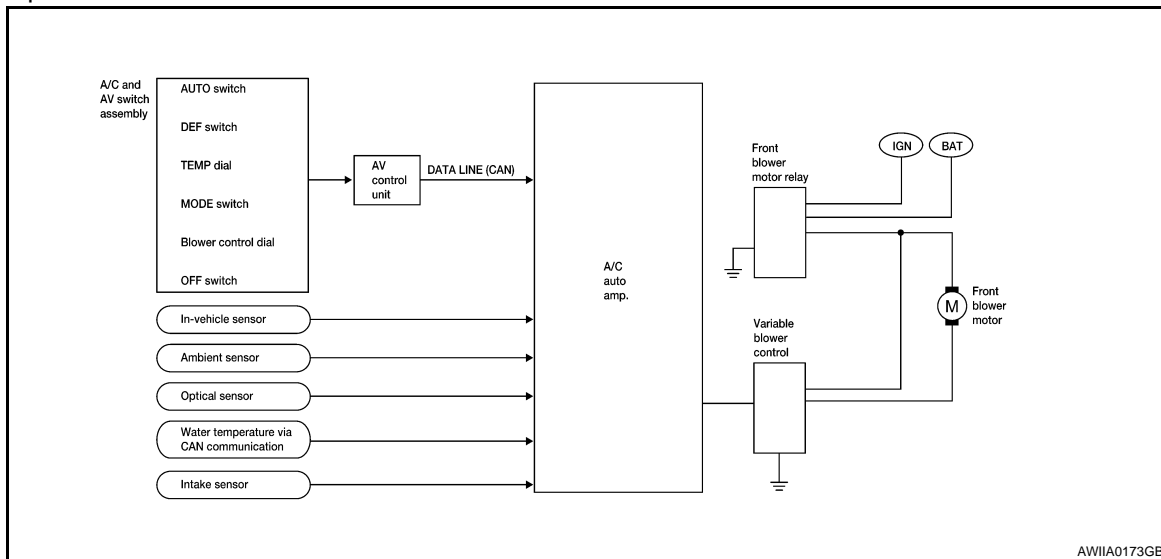 A/C and
AV switch
assembly
AUTO switch
DEF switch
TEMP dial
MODE switch
Blower control dial
OFF switch
AV
control
unit
DATA LINE (CAN)
In-vehicle sensor
Ambient sensor
Optical sensor
Water temperature via
CAN communication
Intake sensor
A/C
auto
amp.
Front
blower
motor relay
IGN
BAT
M
Front
blower
motor
Variable
blower
control